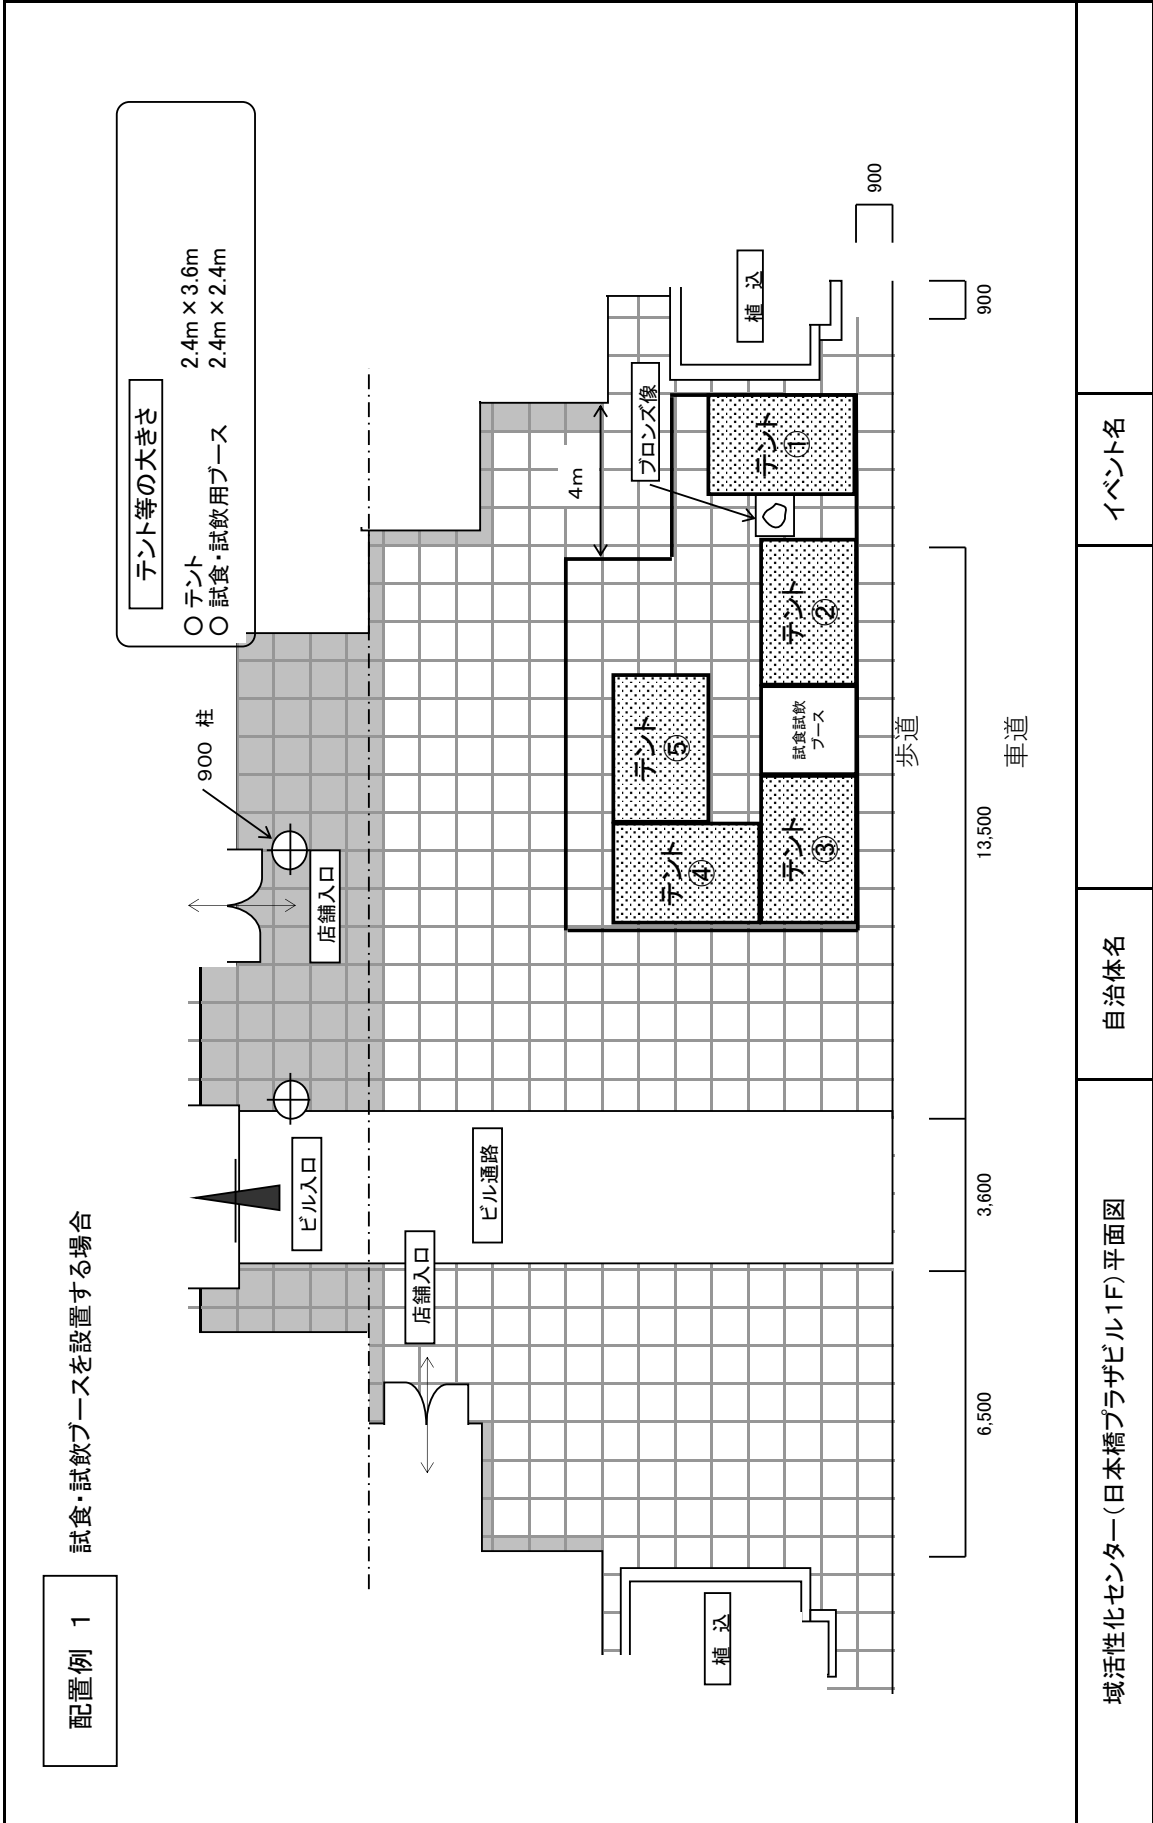 配置例 1
試食・試飲ブースを設置する場合
テント等の大きさ
○ テント 2.4m×3.6m
○ 試食・試飲用ブース 2.4m×2.4m
900 柱
店舗入口
ビル入口
店舗入口
ビル通路
4m
ブロンズ像
植 込
植 込
テント
①
テント
②
試食試飲
ブース
テント
③
テント
④
テント
⑤
歩道
車道
900
900
6,500
3,600
13,500
域活性化センター(日本橋プラザビル1F)平面図
自治体名
イベント名